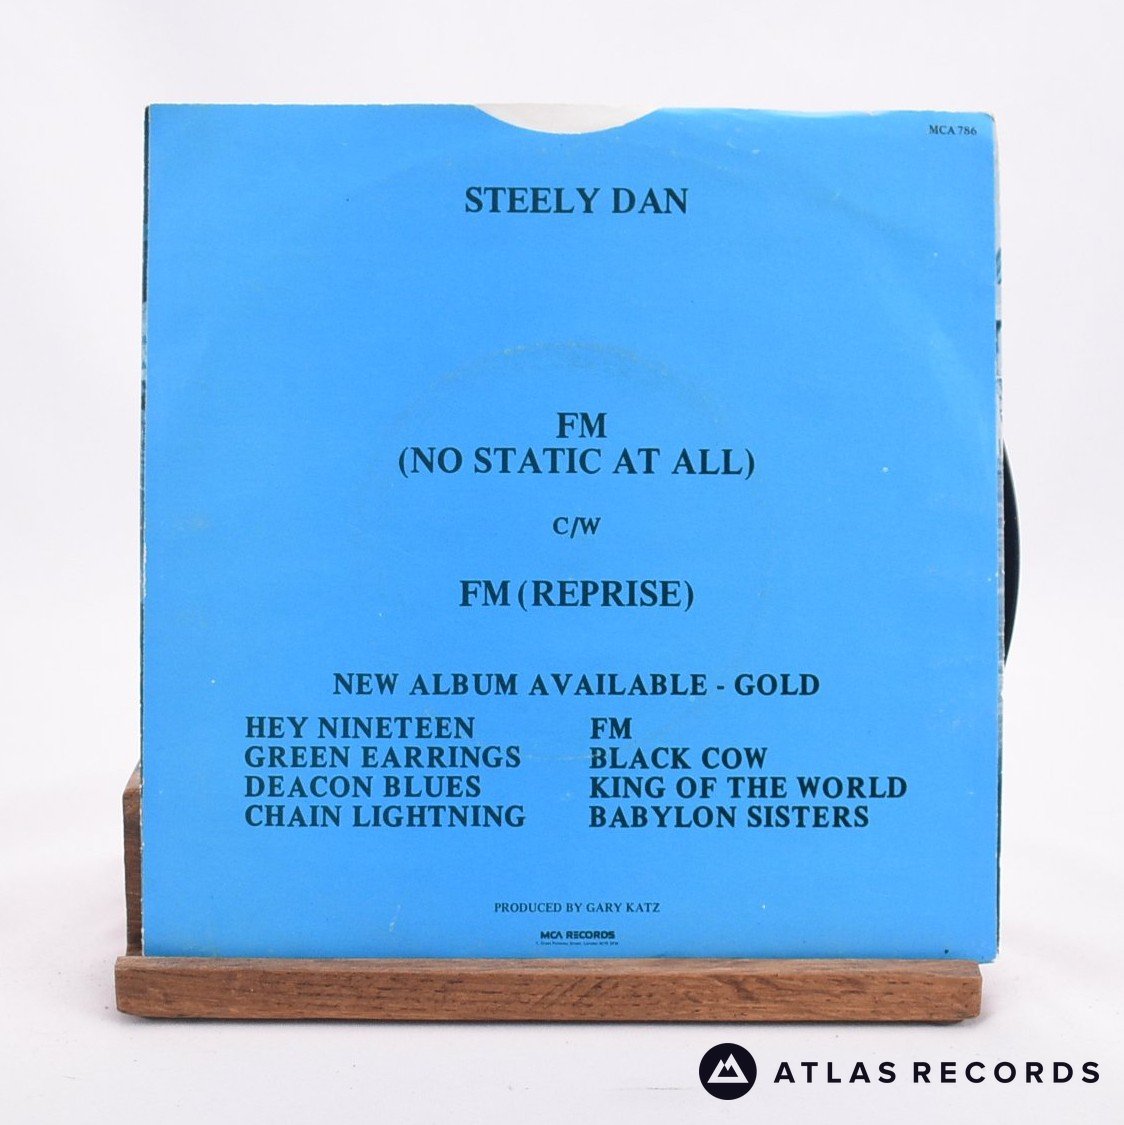 MCA 786
STEELY DAN
FM
(NO STATIC AT ALL)
C/W
FM (REPRISE)
NEW ALBUM AVAILABLE - GOLD
HEY NINETEEN
GREEN EARRINGS
DEACON BLUES
CHAIN LIGHTNING
FM
BLACK COW
KING OF THE WORLD
BABYLON SISTERS
PRODUCED BY GARY KATZ
MCA RECORDS
ATLAS RECORDS